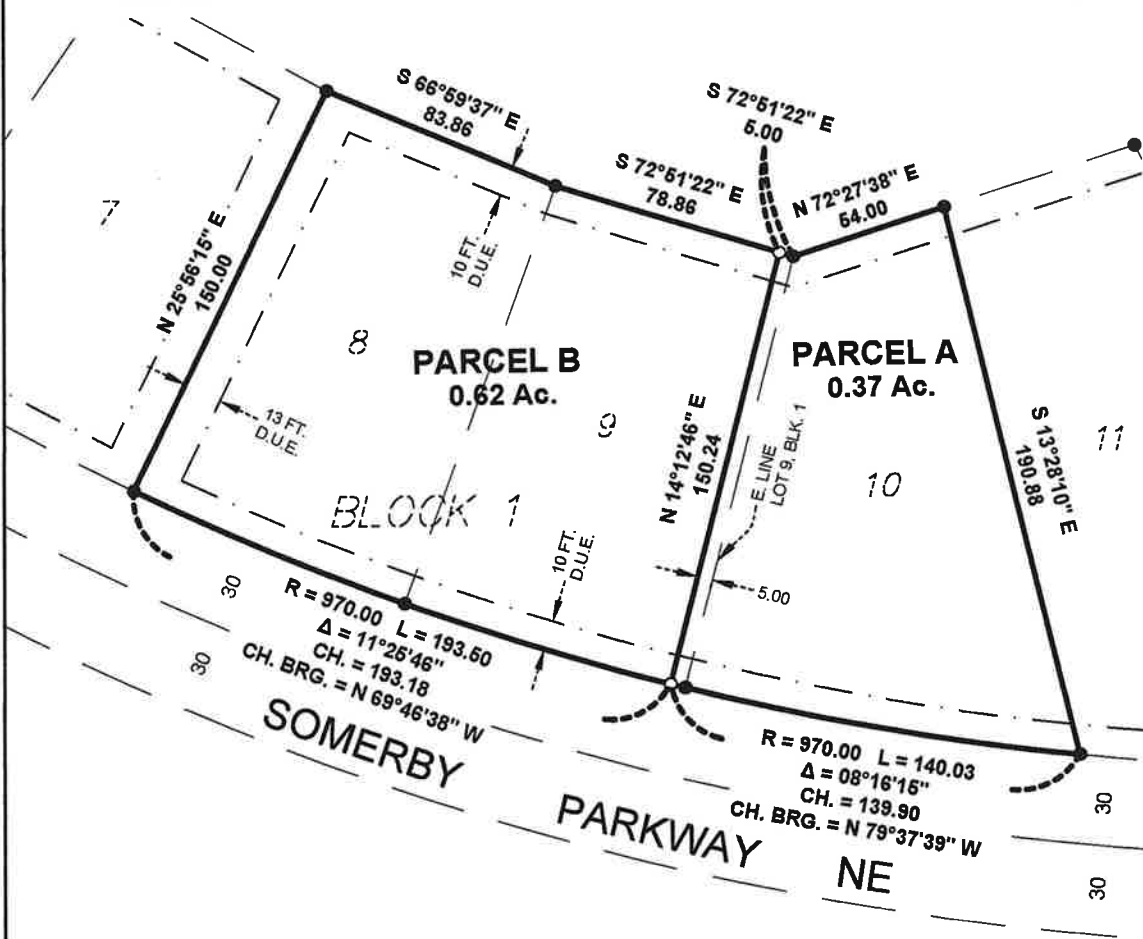 S 66°59'37" E
83.86
S 72°51'22" E
5.00
S 72°51'22" E
78.86
N 72°27'38" E
54.00
7
N 25°56'15" E
150.00
10 FT.
D.U.E.
8
PARCEL B
0.62 Ac.
PARCEL A
0.37 Ac.
13 FT.
D.U.E.
9
N 14°12'46" E
150.24
E. LINE
LOT 9, BLK. 1
10
S 13°28'10" E
190.88
11
BLOCK 1
10 FT.
D.U.E.
5.00
30
30
R = 970.00 L = 193.50
Δ = 11°25'46"
CH. = 193.18
CH. BRG. = N 69°46'38" W
R = 970.00 L = 140.03
Δ = 08°16'15"
CH. = 139.90
CH. BRG. = N 79°37'39" W
30
30
SOMERBY PARKWAY NE